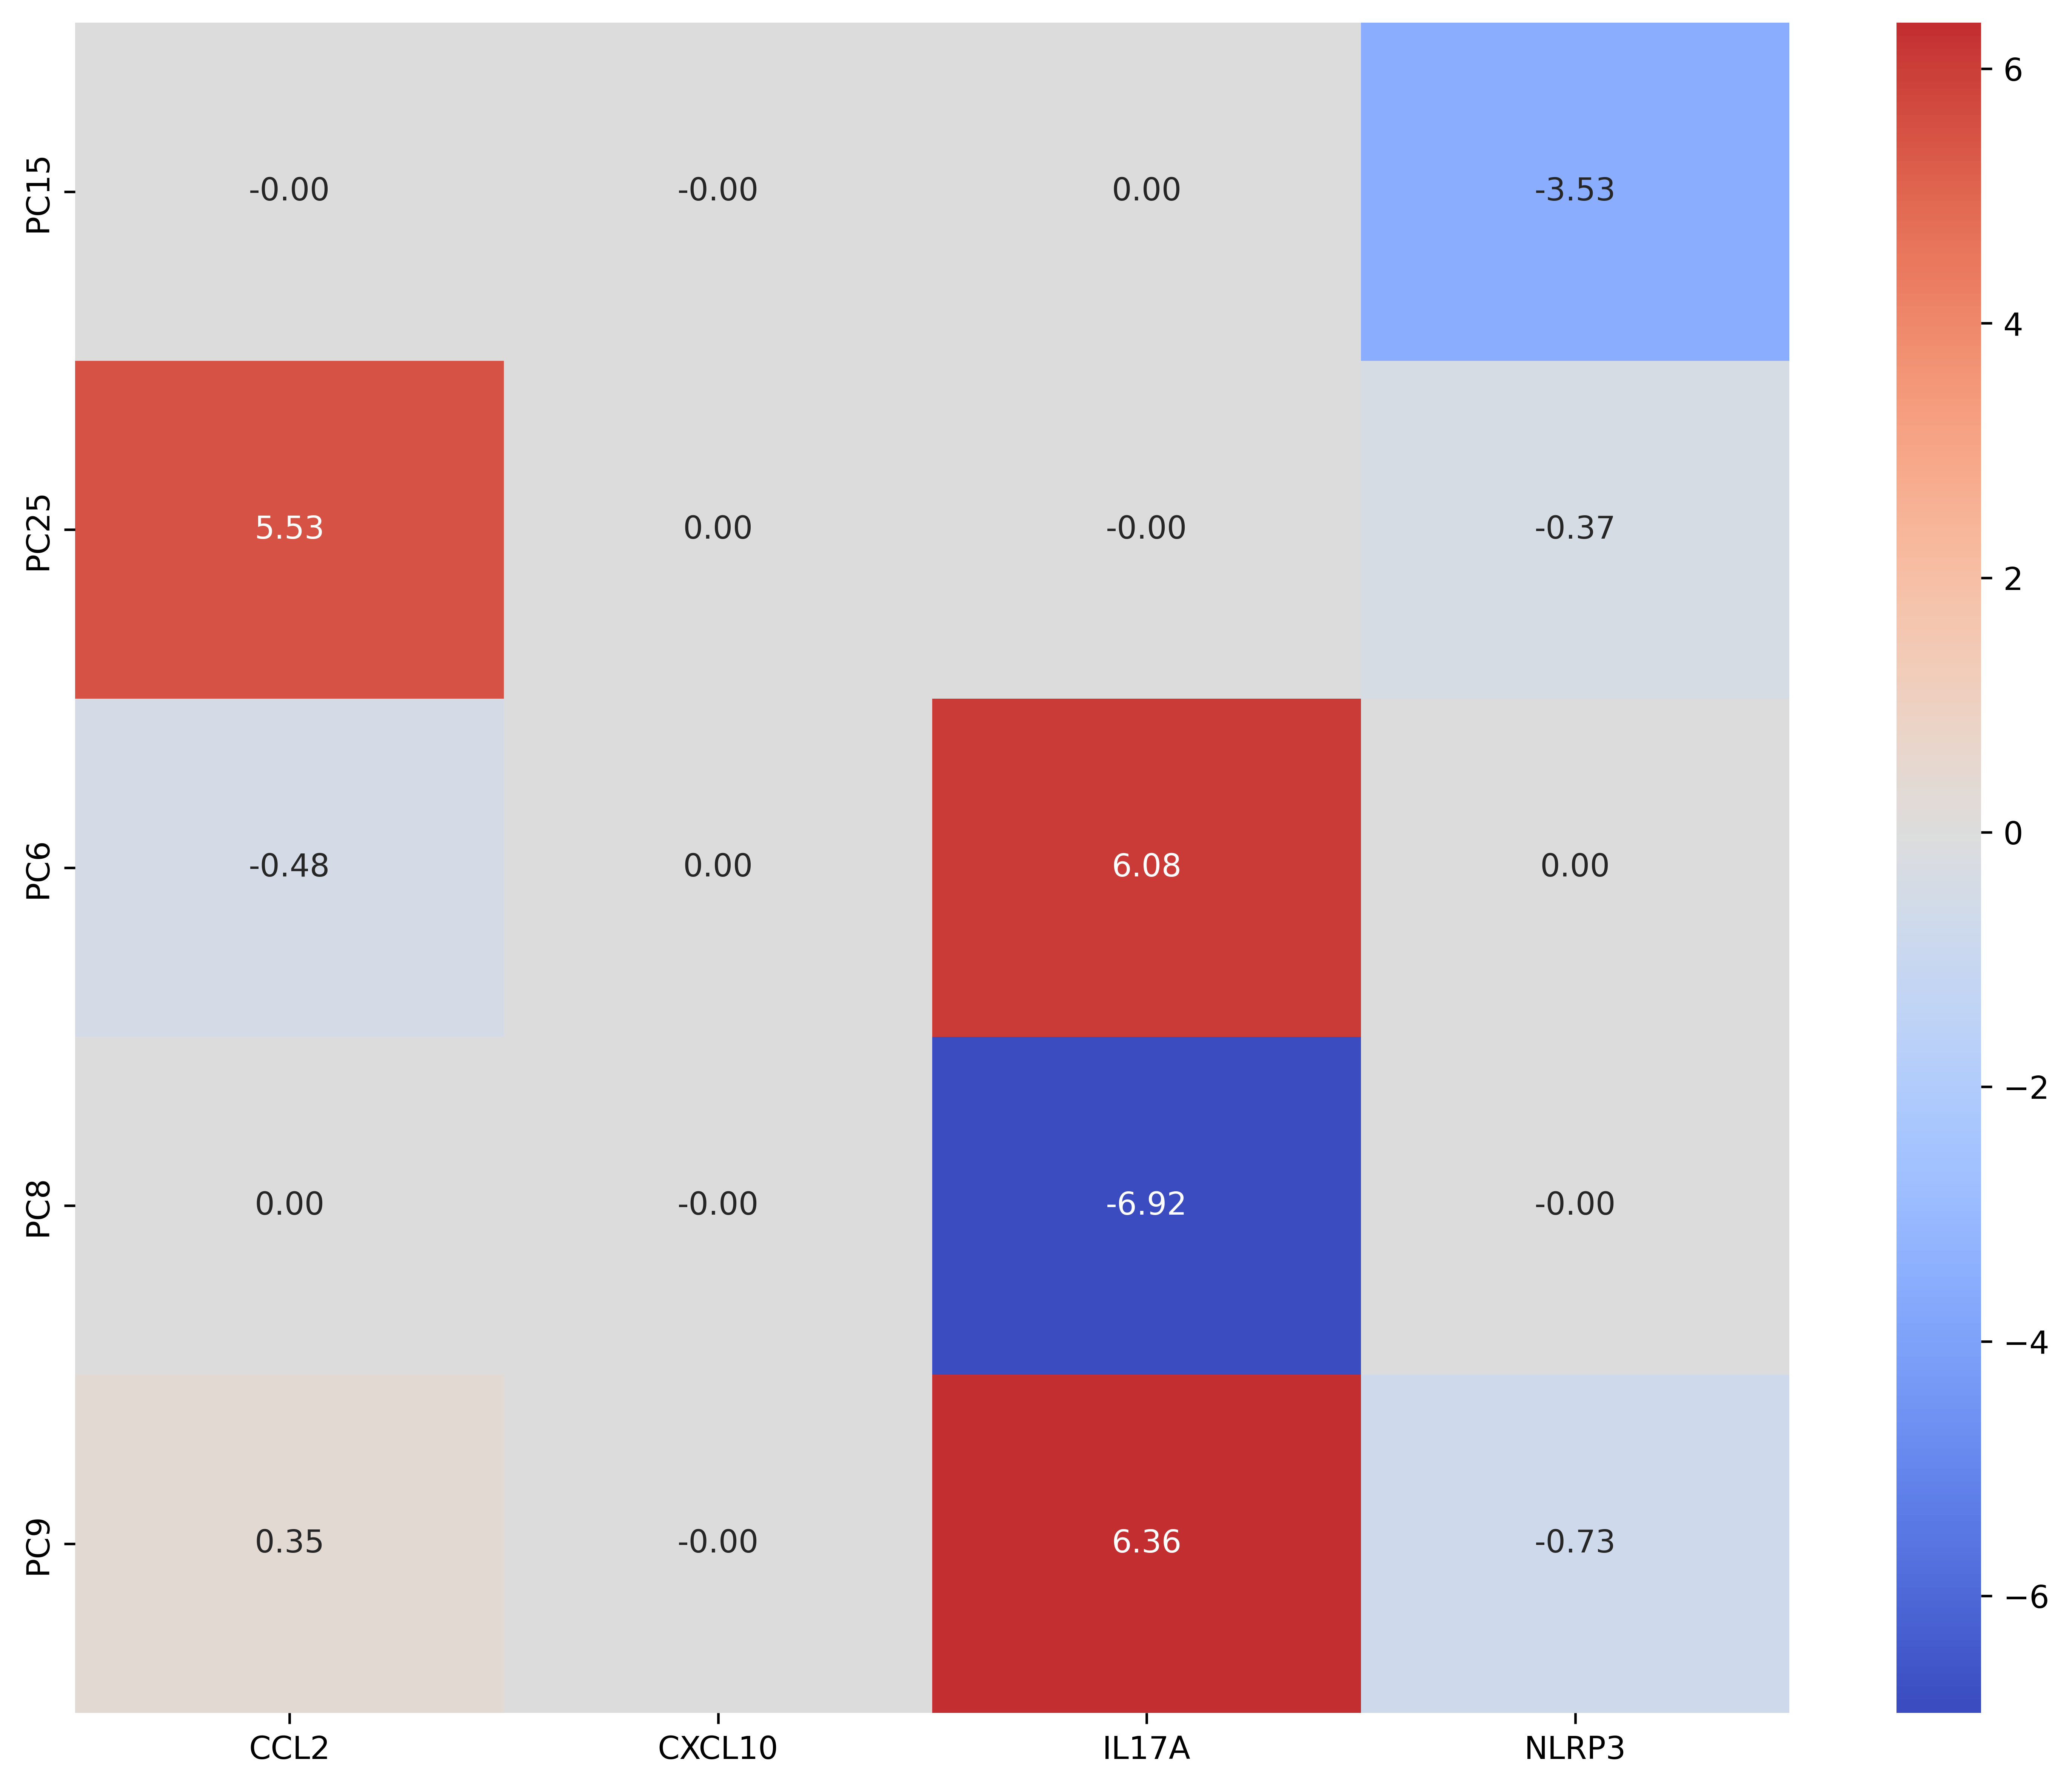 PC15 -0.00 -0.00 0.00 -3.53
PC25 5.53 0.00 -0.00 -0.37
PC6 -0.48 0.00 6.08 0.00
PC8 0.00 -0.00 -6.92 -0.00
PC9 0.35 -0.00 6.36 -0.73
CCL2 CXCL10 IL17A NLRP3
6
4
2
0
−2
−4
−6